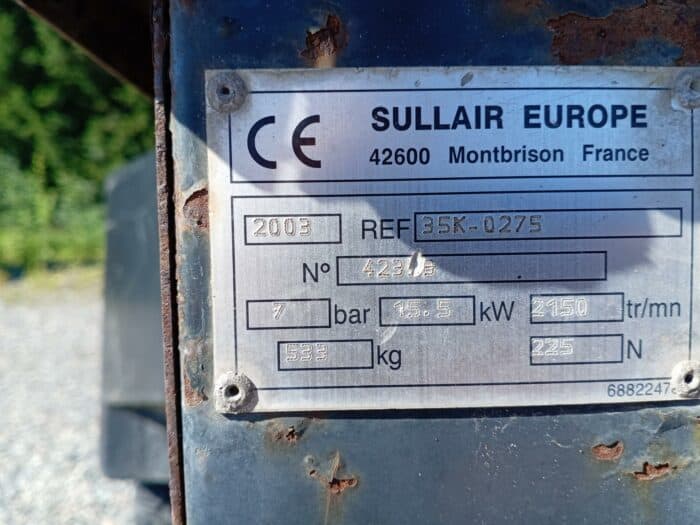 CE SULLAIR EUROPE
42600 Montbrison France
2003 REF 35K-0275
N°
7 bar 15.5 kW 2150 tr/mn
533 kg 225 N